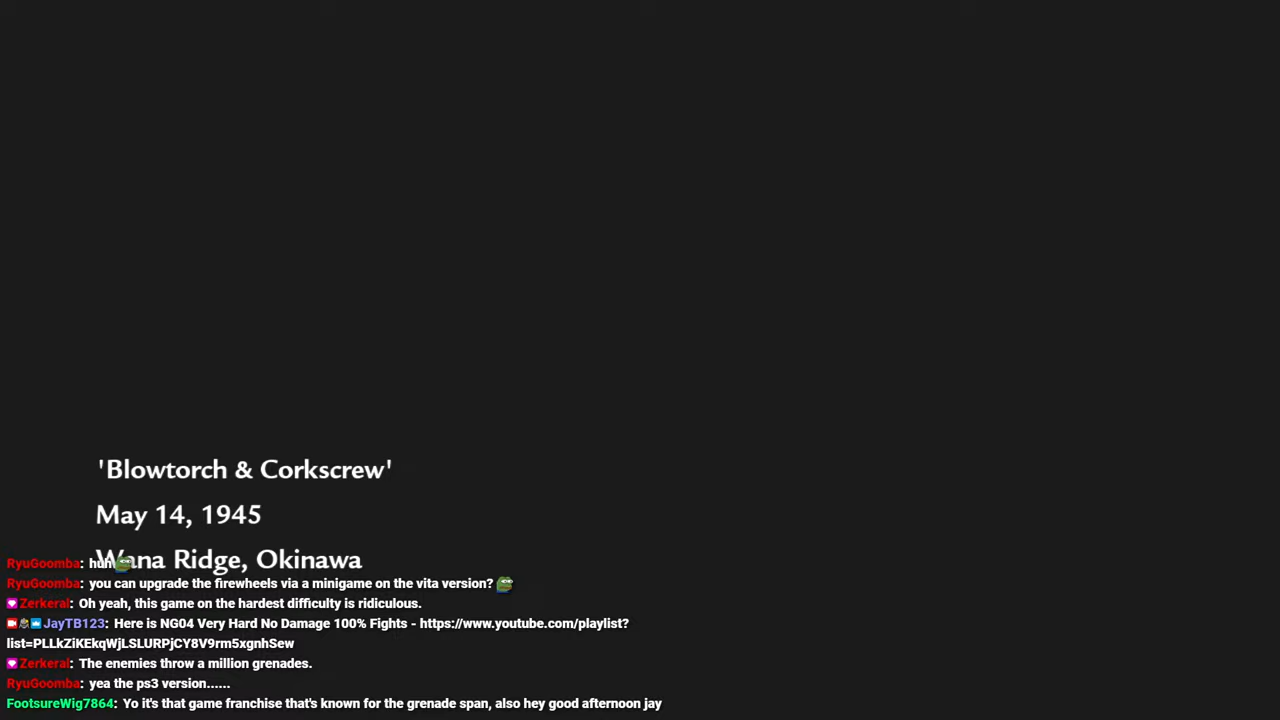 'Blowtorch & Corkscrew'
May 14, 1945
Wana Ridge, Okinawa
RyuGoomba: huh
RyuGoomba: you can upgrade the firewheels via a minigame on the vita version?
Zerkeral: Oh yeah, this game on the hardest difficulty is ridiculous.
JayTB123: Here is NG04 Very Hard No Damage 100% Fights - https://www.youtube.com/playlist?
list=PLLkZiKEkqWjLSLURPjCY8V9rm5xgnhSew
Zerkeral: The enemies throw a million grenades.
RyuGoomba: yea the ps3 version......
FootsureWig7864: Yo it's that game franchise that's known for the grenade span, also hey good afternoon jay